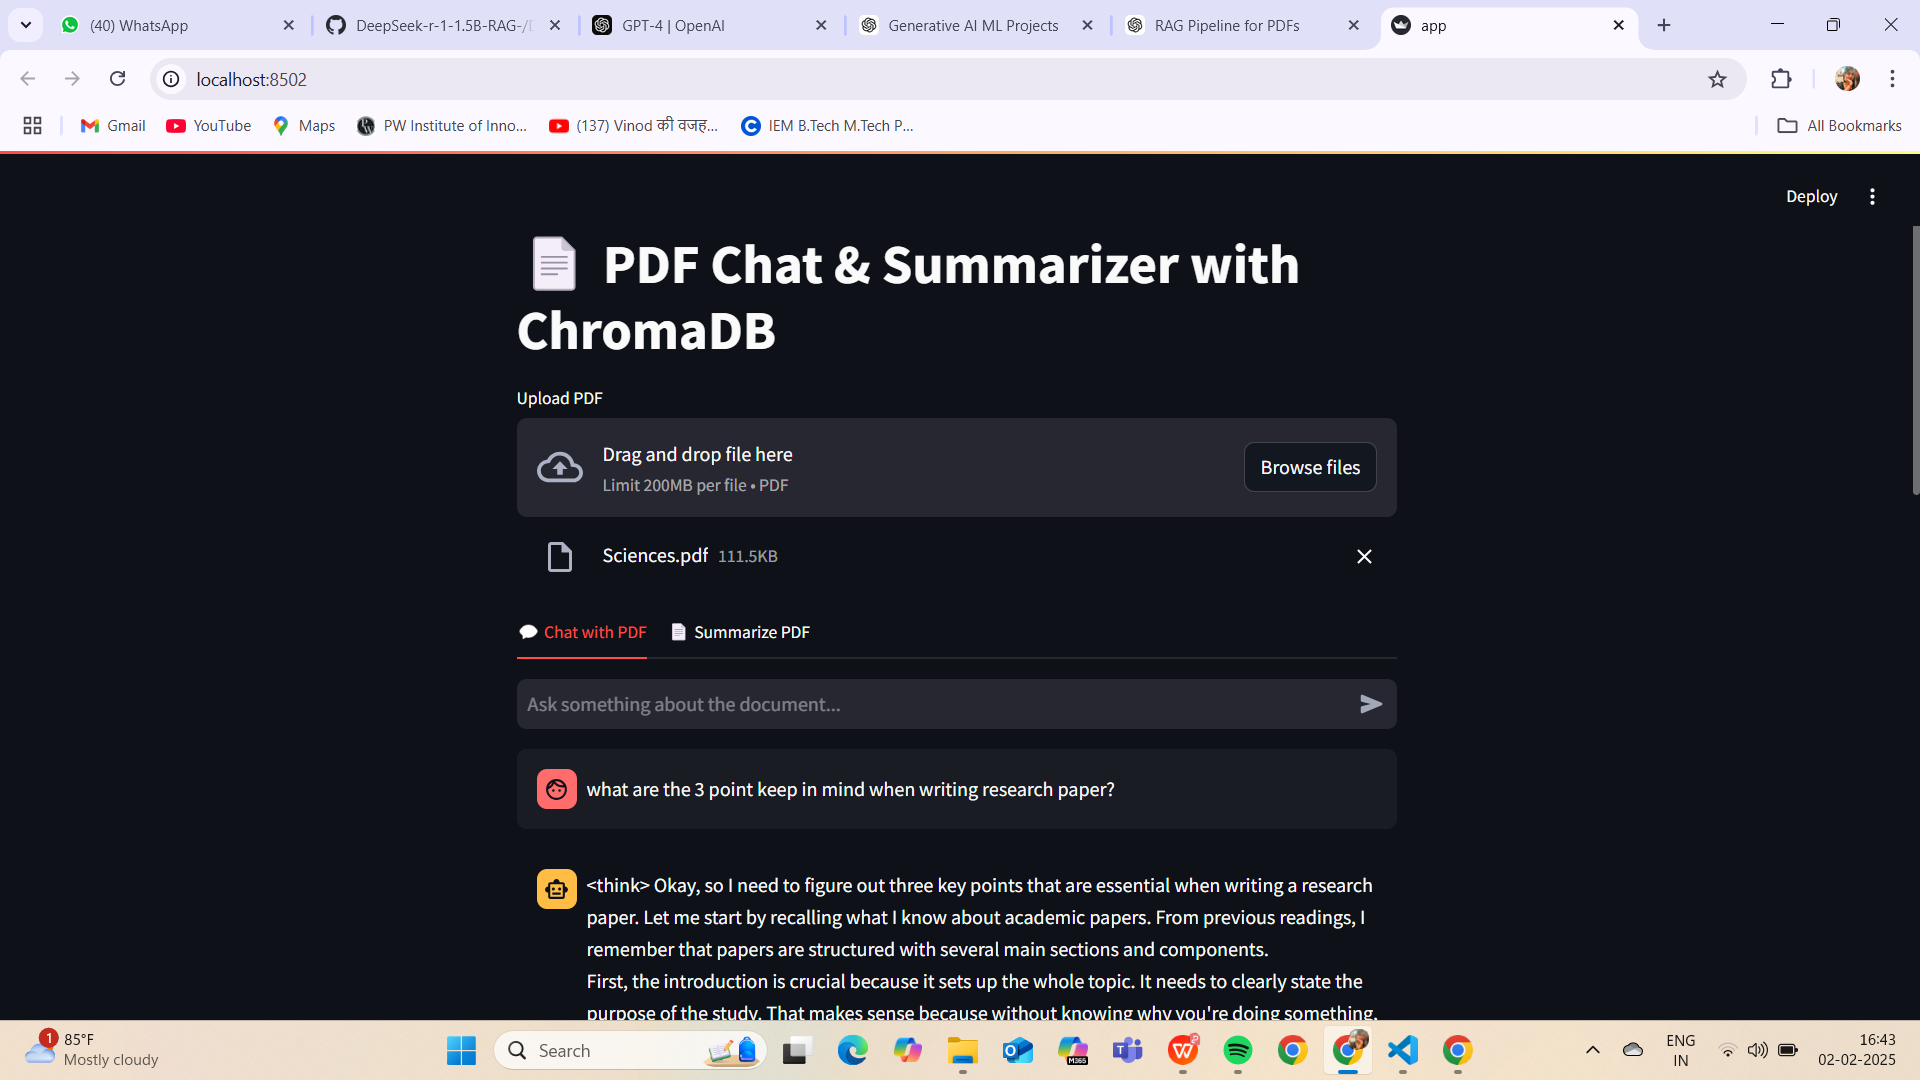 (40) WhatsApp
DeepSeek-r-1-1.5B-RAG-/
GPT-4 | OpenAI
Generative AI ML Projects
RAG Pipeline for PDFs
app
localhost:8502
Gmail
YouTube
Maps
PW Institute of Inno...
(137) Vinod की वजह...
IEM B.Tech M.Tech P...
All Bookmarks
Deploy
PDF Chat & Summarizer with
ChromaDB
Upload PDF
Drag and drop file here
Limit 200MB per file • PDF
Browse files
Sciences.pdf 111.5KB
Chat with PDF
Summarize PDF
Ask something about the document...
what are the 3 point keep in mind when writing research paper?
<think> Okay, so I need to figure out three key points that are essential when writing a research
paper. Let me start by recalling what I know about academic papers. From previous readings, I
remember that papers are structured with several main sections and components.
First, the introduction is crucial because it sets up the whole topic. It needs to clearly state the
purpose of the study. That makes sense because without knowing why you're doing something,
1
85°F
Mostly cloudy
Search
M365
ENG
IN
16:43
02-02-2025